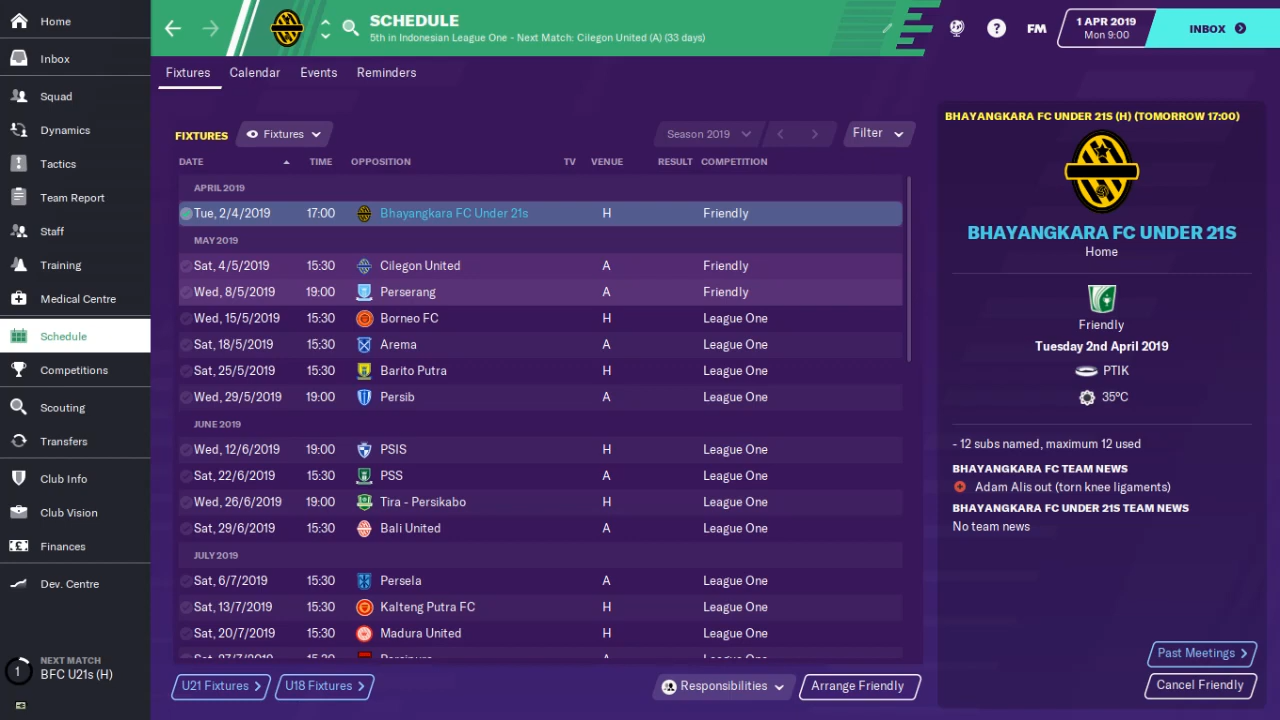 Home
Inbox
Squad
Dynamics
Tactics
Team Report
Staff
Training
Medical Centre
Schedule
Competitions
Scouting
Transfers
Club Info
Club Vision
Finances
Dev. Centre
1 NEXT MATCH
BFC U21s (H)
SCHEDULE
5th in Indonesian League One - Next Match: Cilegon United (A) (33 days)
? FM
1 APR 2019
Mon 9:00
INBOX
Fixtures Calendar Events Reminders
FIXTURES Fixtures Season 2019 Filter
DATE TIME OPPOSITION TV VENUE RESULT COMPETITION
APRIL 2019
Tue, 2/4/2019 17:00 Bhayangkara FC Under 21s H Friendly
MAY 2019
Sat, 4/5/2019 15:30 Cilegon United A Friendly
Wed, 8/5/2019 19:00 Perserang A Friendly
Wed, 15/5/2019 15:30 Borneo FC H League One
Sat, 18/5/2019 15:30 Arema A League One
Sat, 25/5/2019 15:30 Barito Putra H League One
Wed, 29/5/2019 19:00 Persib A League One
JUNE 2019
Wed, 12/6/2019 19:00 PSIS H League One
Sat, 22/6/2019 15:30 PSS A League One
Wed, 26/6/2019 19:00 Tira - Persikabo H League One
Sat, 29/6/2019 15:30 Bali United A League One
JULY 2019
Sat, 6/7/2019 15:30 Persela A League One
Sat, 13/7/2019 15:30 Kalteng Putra FC H League One
Sat, 20/7/2019 15:30 Madura United H League One
U21 Fixtures U18 Fixtures Responsibilities Arrange Friendly
BHAYANGKARA FC UNDER 21S (H) (TOMORROW 17:00)
BHAYANGKARA FC UNDER 21S
Home
Friendly
Tuesday 2nd April 2019
PTIK
35°C
- 12 subs named, maximum 12 used
BHAYANGKARA FC TEAM NEWS
Adam Alis out (torn knee ligaments)
BHAYANGKARA FC UNDER 21S TEAM NEWS
No team news
Past Meetings
Cancel Friendly